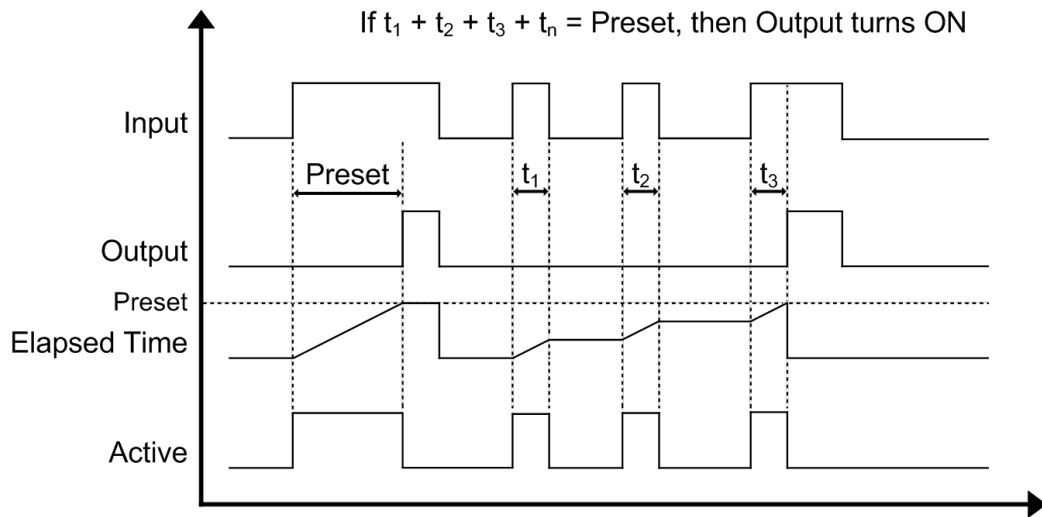 If t₁ + t₂ + t₃ + tₙ = Preset, then Output turns ON
Input
Preset
t₁
t₂
t₃
Output
Preset
Elapsed Time
Active